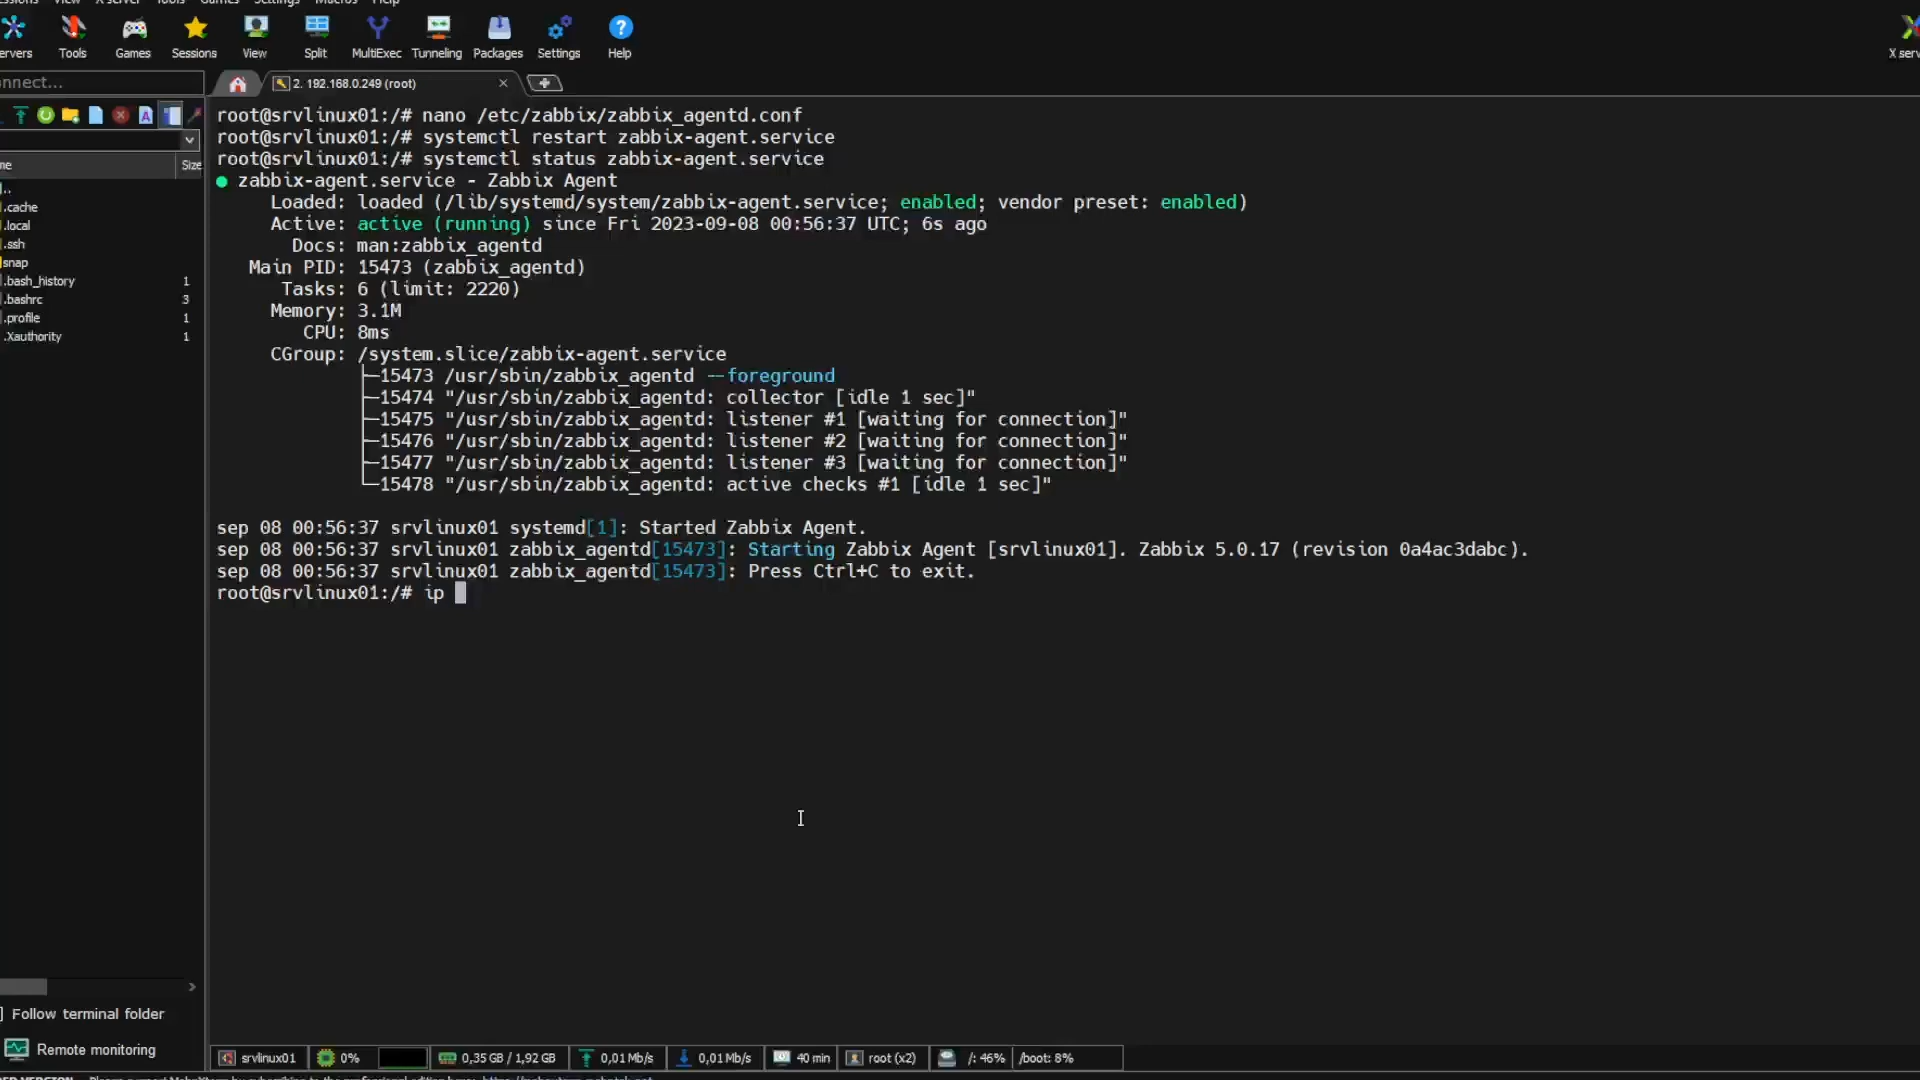 View
Settings
Macros
Help
Tools
Games
Sessions
View
Split
MultiExec
Tunneling
Packages
Settings
Help
2. 192.168.0.249 (root)
Size
..
.cache
.local
.ssh
snap
.bash_history 1
.bashrc 3
.profile 1
.Xauthority 1
root@srvlinux01:/# nano /etc/zabbix/zabbix_agentd.conf
root@srvlinux01:/# systemctl restart zabbix-agent.service
root@srvlinux01:/# systemctl status zabbix-agent.service
● zabbix-agent.service - Zabbix Agent
Loaded: loaded (/lib/systemd/system/zabbix-agent.service; enabled; vendor preset: enabled)
Active: active (running) since Fri 2023-09-08 00:56:37 UTC; 6s ago
Docs: man:zabbix_agentd
Main PID: 15473 (zabbix_agentd)
Tasks: 6 (limit: 2220)
Memory: 3.1M
CPU: 8ms
CGroup: /system.slice/zabbix-agent.service
├─15473 /usr/sbin/zabbix_agentd --foreground
├─15474 "/usr/sbin/zabbix_agentd: collector [idle 1 sec]"
├─15475 "/usr/sbin/zabbix_agentd: listener #1 [waiting for connection]"
├─15476 "/usr/sbin/zabbix_agentd: listener #2 [waiting for connection]"
├─15477 "/usr/sbin/zabbix_agentd: listener #3 [waiting for connection]"
└─15478 "/usr/sbin/zabbix_agentd: active checks #1 [idle 1 sec]"
sep 08 00:56:37 srvlinux01 systemd[1]: Started Zabbix Agent.
sep 08 00:56:37 srvlinux01 zabbix_agentd[15473]: Starting Zabbix Agent [srvlinux01]. Zabbix 5.0.17 (revision 0a4ac3dabc).
sep 08 00:56:37 srvlinux01 zabbix_agentd[15473]: Press Ctrl+C to exit.
root@srvlinux01:/# ip
Follow terminal folder
Remote monitoring
srvlinux01
0%
0,35 GB / 1,92 GB
0,01 Mb/s
0,01 Mb/s
40 min
root (x2)
/: 46%
/boot: 8%